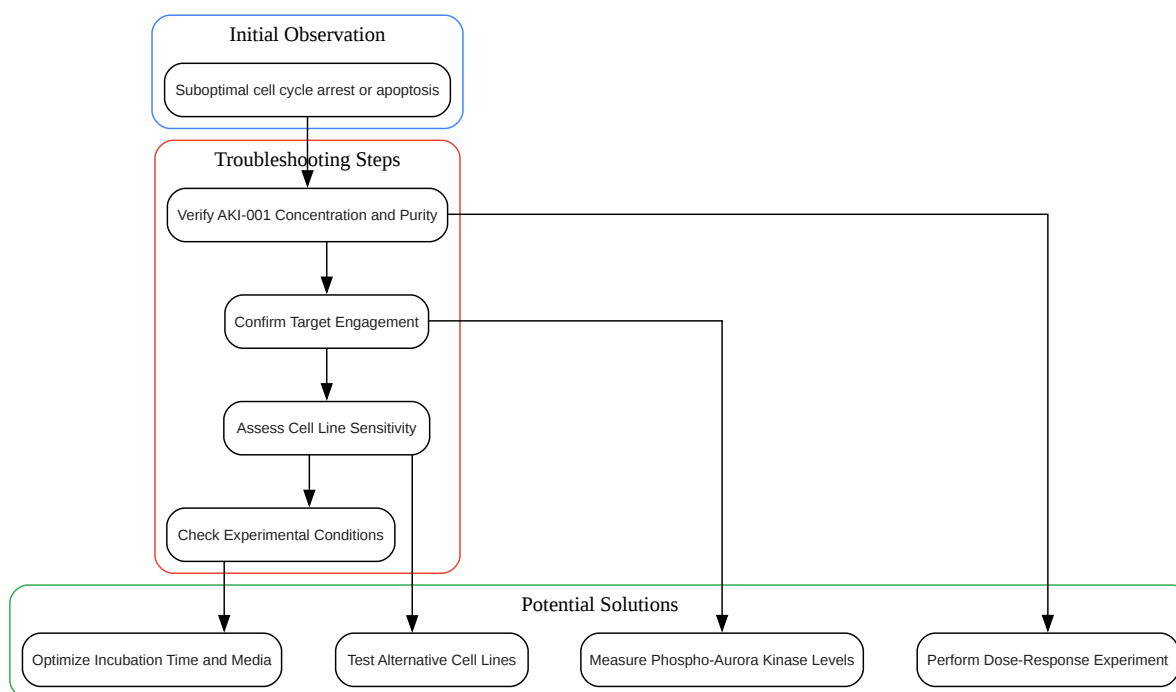 Initial Observation
Suboptimal cell cycle arrest or apoptosis
Troubleshooting Steps
Verify AKI-001 Concentration and Purity
Confirm Target Engagement
Assess Cell Line Sensitivity
Check Experimental Conditions
Potential Solutions
Optimize Incubation Time and Media
Test Alternative Cell Lines
Measure Phospho-Aurora Kinase Levels
Perform Dose-Response Experiment